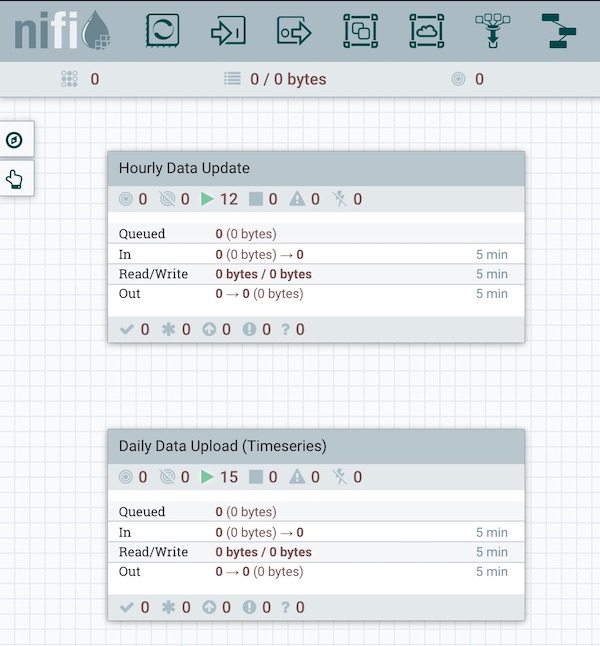 nifi
0 0 / 0 bytes 0
Hourly Data Update
0 0 12 0 0 0
Queued 0 (0 bytes)
In 0 (0 bytes) → 0 5 min
Read/Write 0 bytes / 0 bytes 5 min
Out 0 → 0 (0 bytes) 5 min
0 0 0 0 ? 0
Daily Data Upload (Timeseries)
0 0 15 0 0 0
Queued 0 (0 bytes)
In 0 (0 bytes) → 0 5 min
Read/Write 0 bytes / 0 bytes 5 min
Out 0 → 0 (0 bytes) 5 min
0 0 0 0 ? 0